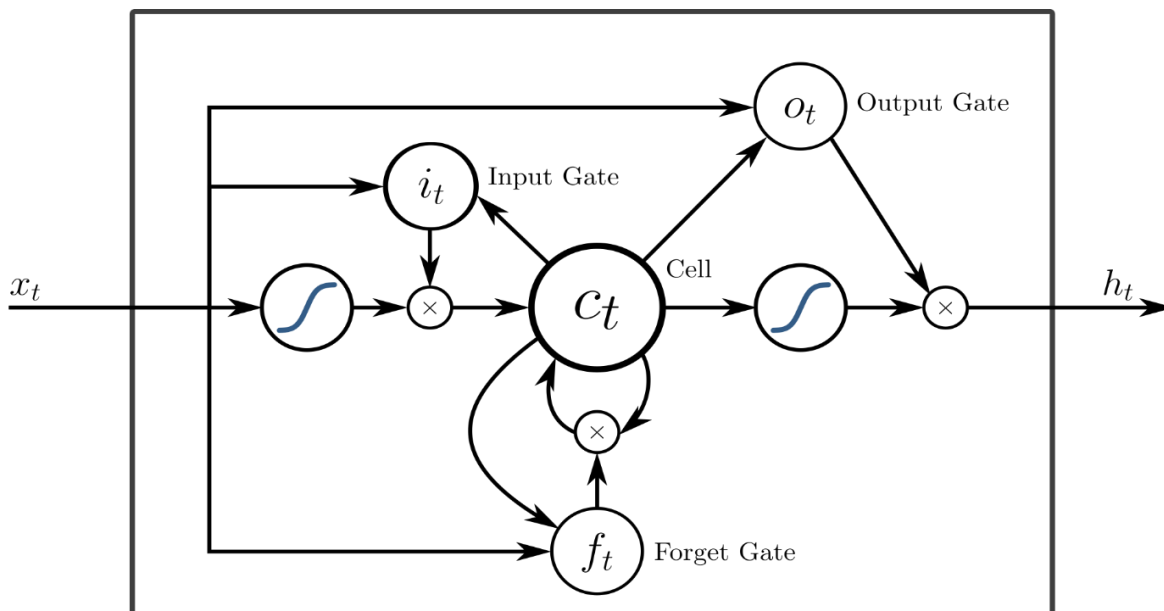 o_t Output Gate
i_t Input Gate
x_t
Cell
h_t
×
c_t
×
×
f_t Forget Gate